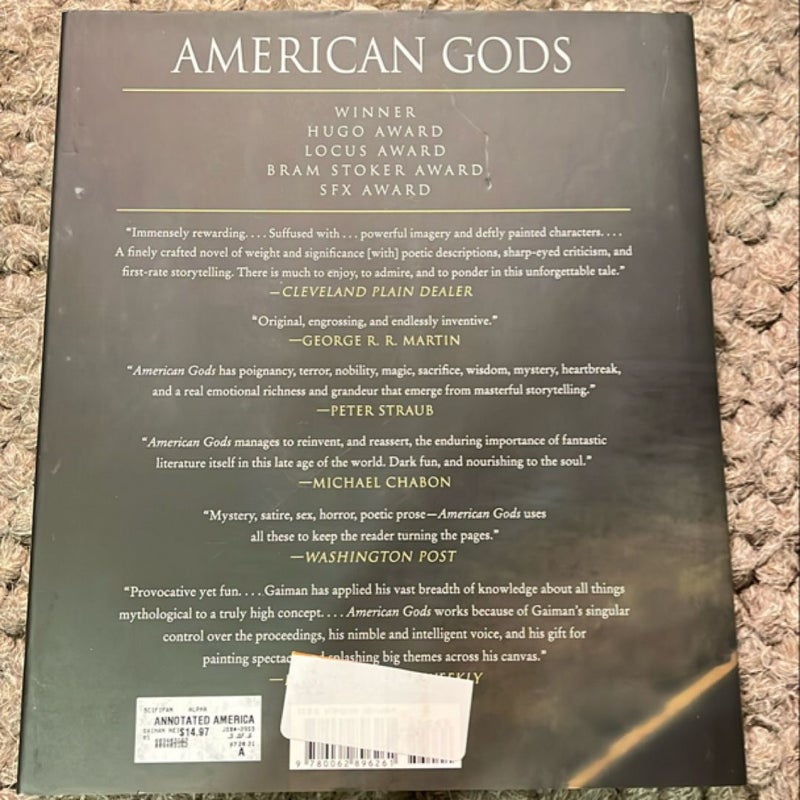 AMERICAN GODS
WINNER
HUGO AWARD
LOCUS AWARD
BRAM STOKER AWARD
SFX AWARD
“Immensely rewarding. . . . Suffused with . . . powerful imagery and deftly painted characters. . . .
A finely crafted novel of weight and significance [with] poetic descriptions, sharp-eyed criticism, and
first-rate storytelling. There is much to enjoy, to admire, and to ponder in this unforgettable tale.”
—CLEVELAND PLAIN DEALER
“Original, engrossing, and endlessly inventive.”
—GEORGE R. R. MARTIN
“American Gods has poignancy, terror, nobility, magic, sacrifice, wisdom, mystery, heartbreak,
and a real emotional richness and grandeur that emerge from masterful storytelling.”
—PETER STRAUB
“American Gods manages to reinvent, and reassert, the enduring importance of fantastic
literature itself in this late age of the world. Dark fun, and nourishing to the soul.”
—MICHAEL CHABON
“Mystery, satire, sex, horror, poetic prose—American Gods uses
all these to keep the reader turning the pages.”
—WASHINGTON POST
“Provocative yet fun. . . . Gaiman has applied his vast breadth of knowledge about all things
mythological to a truly high concept. . . . American Gods works because of Gaiman’s singular
control over the proceedings, his nimble and intelligent voice, and his gift for
painting splashing big themes across his canvas.”
SCIFIFAN ALPHA
ANNOTATED AMERICA
$14.97
A
9 780062 896261